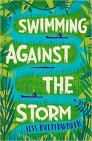 SWIMMING
AGAINST
THE
STORM
JESS BUTTERWORTH